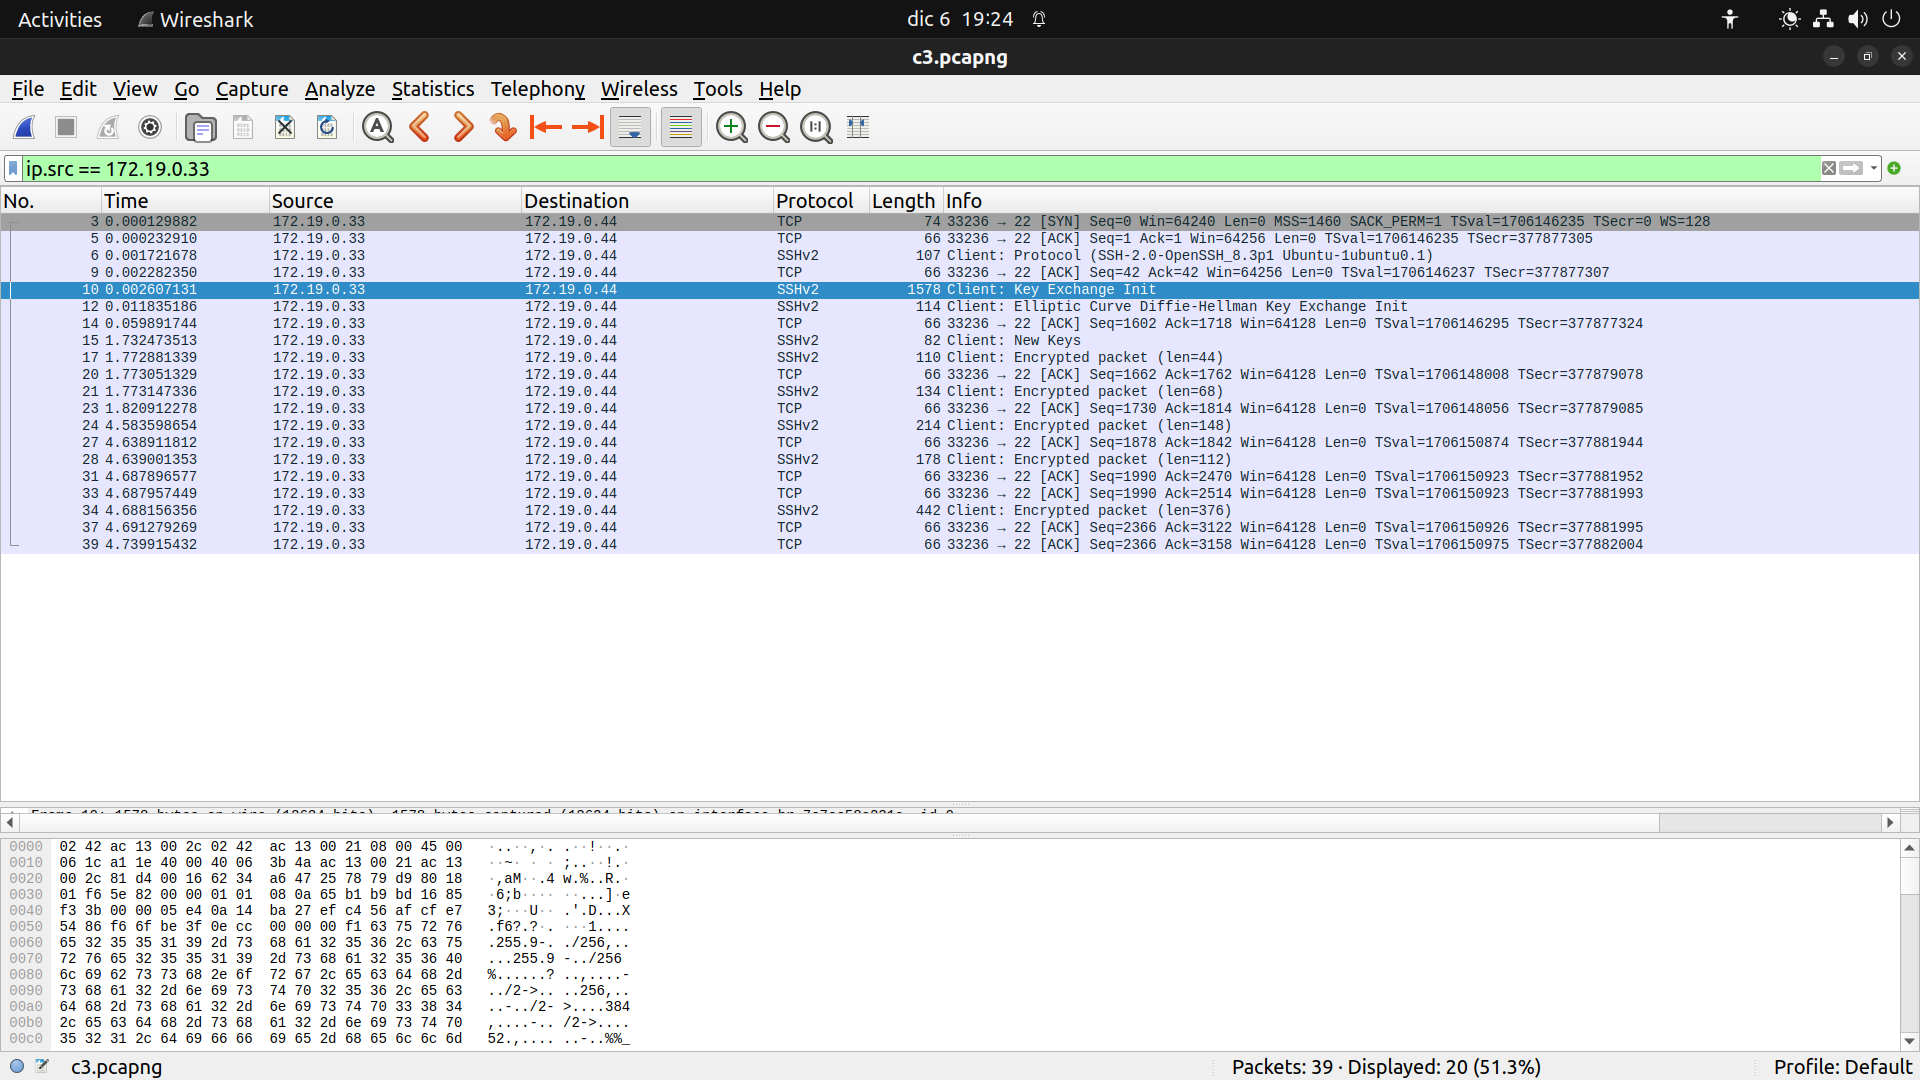 Activities Wireshark dic 6 19:24
c3.pcapng
File Edit View Go Capture Analyze Statistics Telephony Wireless Tools Help
ip.src == 172.19.0.33
No. Time Source Destination Protocol Length Info
3 0.000129882 172.19.0.33 172.19.0.44 TCP 74 33236 → 22 [SYN] Seq=0 Win=64240 Len=0 MSS=1460 SACK_PERM=1 TSval=1706146235 TSecr=0 WS=128
5 0.000232910 172.19.0.33 172.19.0.44 TCP 66 33236 → 22 [ACK] Seq=1 Ack=1 Win=64256 Len=0 TSval=1706146235 TSecr=377877305
6 0.001721678 172.19.0.33 172.19.0.44 SSHv2 107 Client: Protocol (SSH-2.0-OpenSSH_8.3p1 Ubuntu-1ubuntu0.1)
9 0.002282350 172.19.0.33 172.19.0.44 TCP 66 33236 → 22 [ACK] Seq=42 Ack=42 Win=64256 Len=0 TSval=1706146237 TSecr=377877307
10 0.002607131 172.19.0.33 172.19.0.44 SSHv2 1578 Client: Key Exchange Init
12 0.011835186 172.19.0.33 172.19.0.44 SSHv2 114 Client: Elliptic Curve Diffie-Hellman Key Exchange Init
14 0.059891744 172.19.0.33 172.19.0.44 TCP 66 33236 → 22 [ACK] Seq=1602 Ack=1718 Win=64128 Len=0 TSval=1706146295 TSecr=377877324
15 1.732473513 172.19.0.33 172.19.0.44 SSHv2 82 Client: New Keys
17 1.772881339 172.19.0.33 172.19.0.44 SSHv2 110 Client: Encrypted packet (len=44)
20 1.773051329 172.19.0.33 172.19.0.44 TCP 66 33236 → 22 [ACK] Seq=1662 Ack=1762 Win=64128 Len=0 TSval=1706148008 TSecr=377879078
21 1.773147336 172.19.0.33 172.19.0.44 SSHv2 134 Client: Encrypted packet (len=68)
23 1.820912278 172.19.0.33 172.19.0.44 TCP 66 33236 → 22 [ACK] Seq=1730 Ack=1814 Win=64128 Len=0 TSval=1706148056 TSecr=377879085
24 4.583598654 172.19.0.33 172.19.0.44 SSHv2 214 Client: Encrypted packet (len=148)
27 4.638911812 172.19.0.33 172.19.0.44 TCP 66 33236 → 22 [ACK] Seq=1878 Ack=1842 Win=64128 Len=0 TSval=1706150874 TSecr=377881944
28 4.639001353 172.19.0.33 172.19.0.44 SSHv2 178 Client: Encrypted packet (len=112)
31 4.687896577 172.19.0.33 172.19.0.44 TCP 66 33236 → 22 [ACK] Seq=1990 Ack=2470 Win=64128 Len=0 TSval=1706150923 TSecr=377881952
33 4.687957449 172.19.0.33 172.19.0.44 TCP 66 33236 → 22 [ACK] Seq=1990 Ack=2514 Win=64128 Len=0 TSval=1706150923 TSecr=377881993
34 4.688156356 172.19.0.33 172.19.0.44 SSHv2 442 Client: Encrypted packet (len=376)
37 4.691279269 172.19.0.33 172.19.0.44 TCP 66 33236 → 22 [ACK] Seq=2366 Ack=3122 Win=64128 Len=0 TSval=1706150926 TSecr=377881995
39 4.739915432 172.19.0.33 172.19.0.44 TCP 66 33236 → 22 [ACK] Seq=2366 Ack=3158 Win=64128 Len=0 TSval=1706150975 TSecr=377882004
0000 02 42 ac 13 00 2c 02 42 ac 13 00 21 08 00 45 00 ·..··,·. .··!··.·
0010 06 1c a1 1e 40 00 40 06 3b 4a ac 13 00 21 ac 13 ··~· · · ;..··!.·
0020 00 2c 81 d4 00 16 62 34 a6 47 25 78 79 d9 80 18 ·,aM··.4 w.%..R.·
0030 01 f6 5e 82 00 00 01 01 08 0a 65 b1 b9 bd 16 85 ·6;b···· ··...]·e
0040 f3 3b 00 00 05 e4 0a 14 ba 27 ef c4 56 af cf e7 3;···U·· .'.D...X
0050 54 86 f6 6f be 3f 0e cc 00 00 00 f1 63 75 72 76 .f6?.?·. ···1....
0060 65 32 35 35 31 39 2d 73 68 61 32 35 36 2c 63 75 .255.9-. ./256,..
0070 72 76 65 32 35 35 31 39 2d 73 68 61 32 35 36 40 ...255.9 -../256
0080 6c 69 62 73 73 68 2e 6f 72 67 2c 65 63 64 68 2d %......? ..,....-
0090 73 68 61 32 2d 6e 69 73 74 70 32 35 36 2c 65 63 ../2->.. ..256,..
00a0 64 68 2d 73 68 61 32 2d 6e 69 73 74 70 33 38 34 ..-../2- >....384
00b0 2c 65 63 64 68 2d 73 68 61 32 2d 6e 69 73 74 70 ,....-.. /2->....
00c0 35 32 31 2c 64 69 66 66 69 65 2d 68 65 6c 6c 6d 52.,.... ..-..%%_
c3.pcapng Packets: 39 · Displayed: 20 (51.3%) Profile: Default